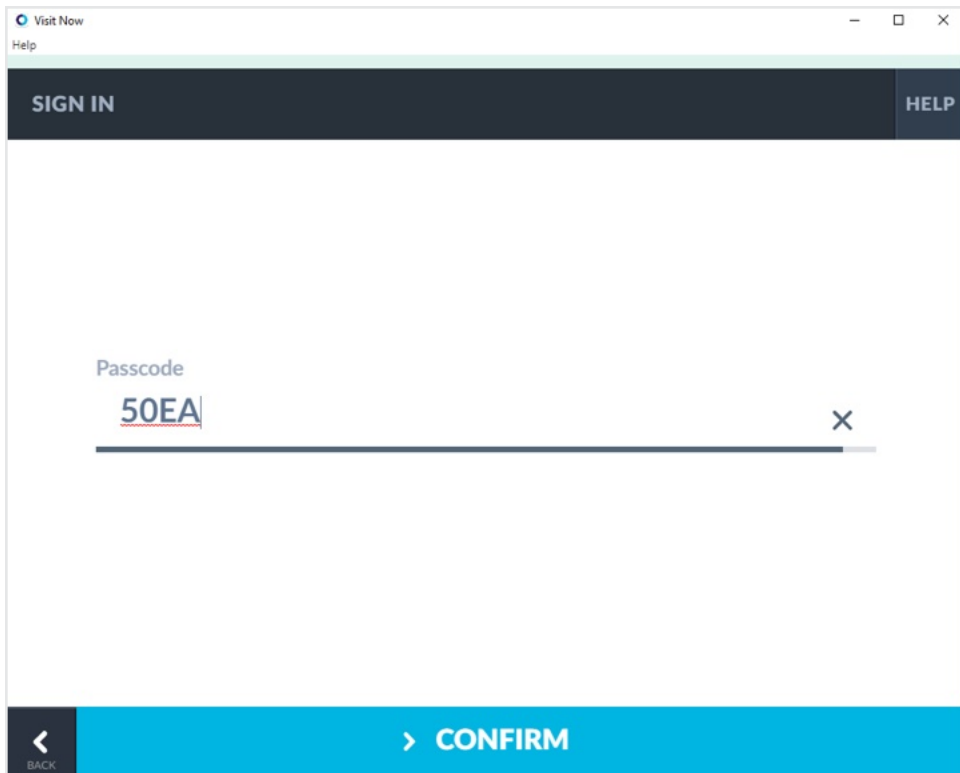 Visit Now
Help
SIGN IN
HELP
Passcode
50EA
CONFIRM
BACK